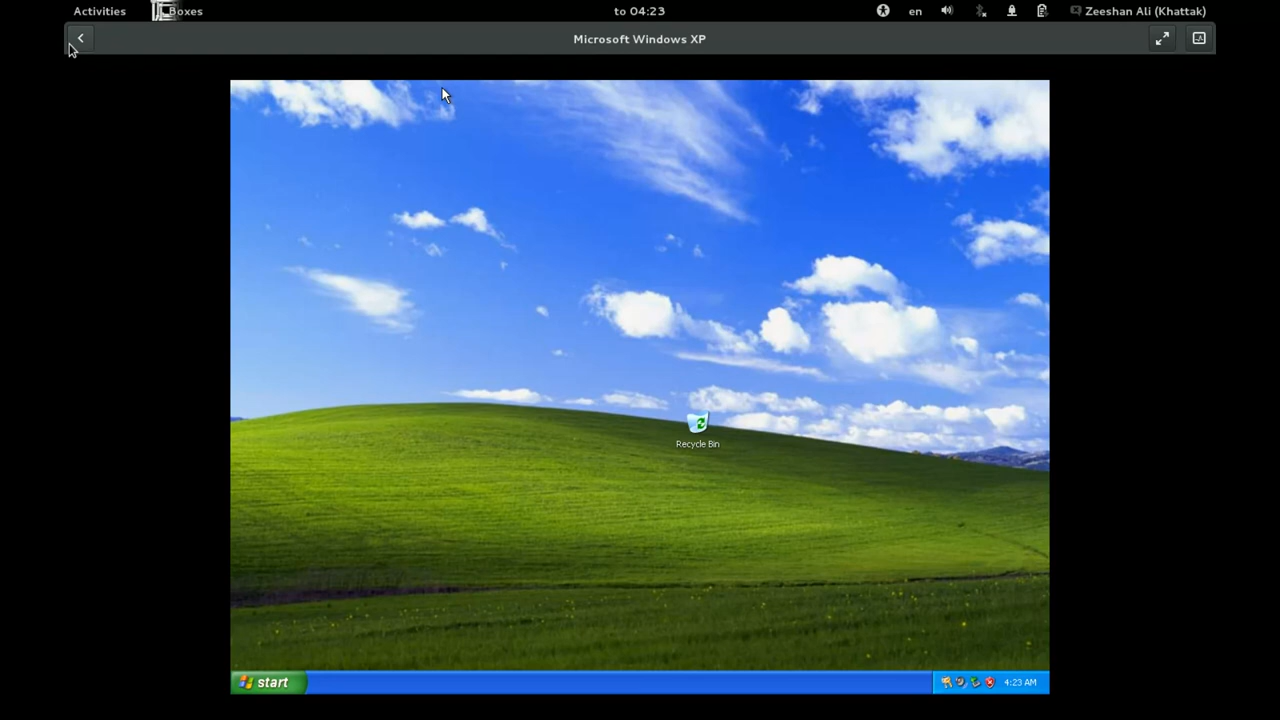 Activities Boxes to 04:23 en Zeeshan Ali (Khattak)
Microsoft Windows XP
Recycle Bin
start 4:23 AM